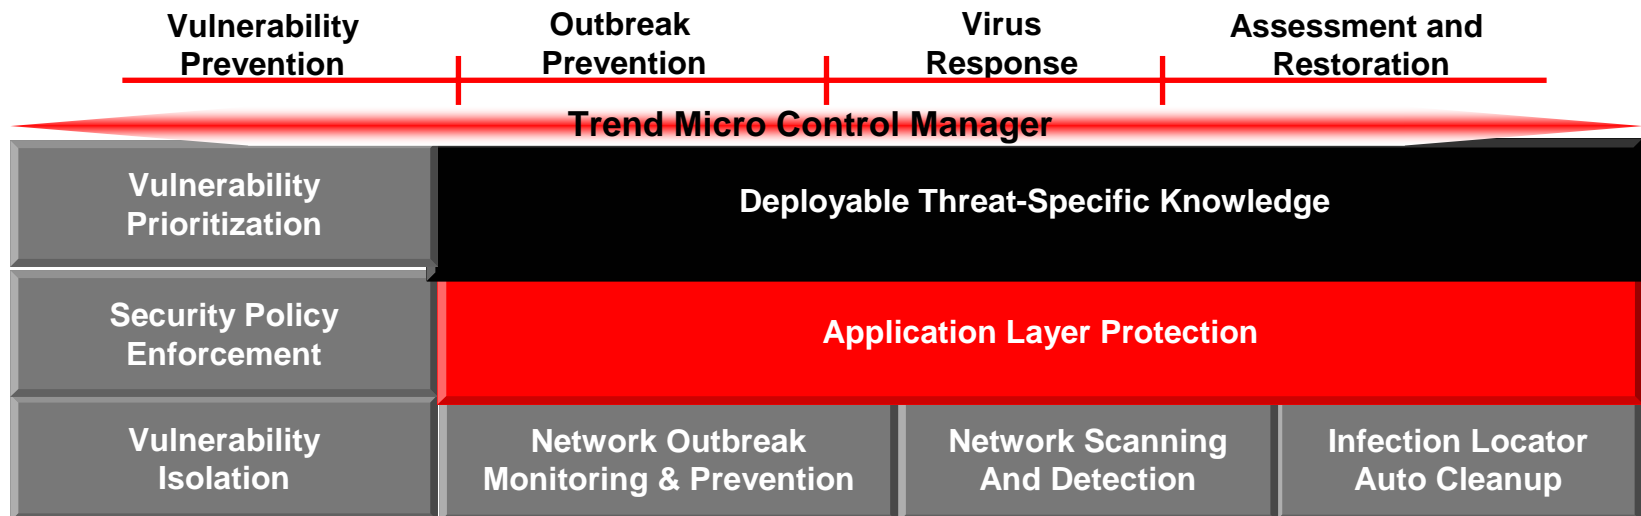 Vulnerability
Prevention
Outbreak
Prevention
Virus
Response
Assessment and
Restoration
Trend Micro Control Manager
Vulnerability
Prioritization
Deployable Threat-Specific Knowledge
Security Policy
Enforcement
Application Layer Protection
Vulnerability
Isolation
Network Outbreak
Monitoring & Prevention
Network Scanning
And Detection
Infection Locator
Auto Cleanup